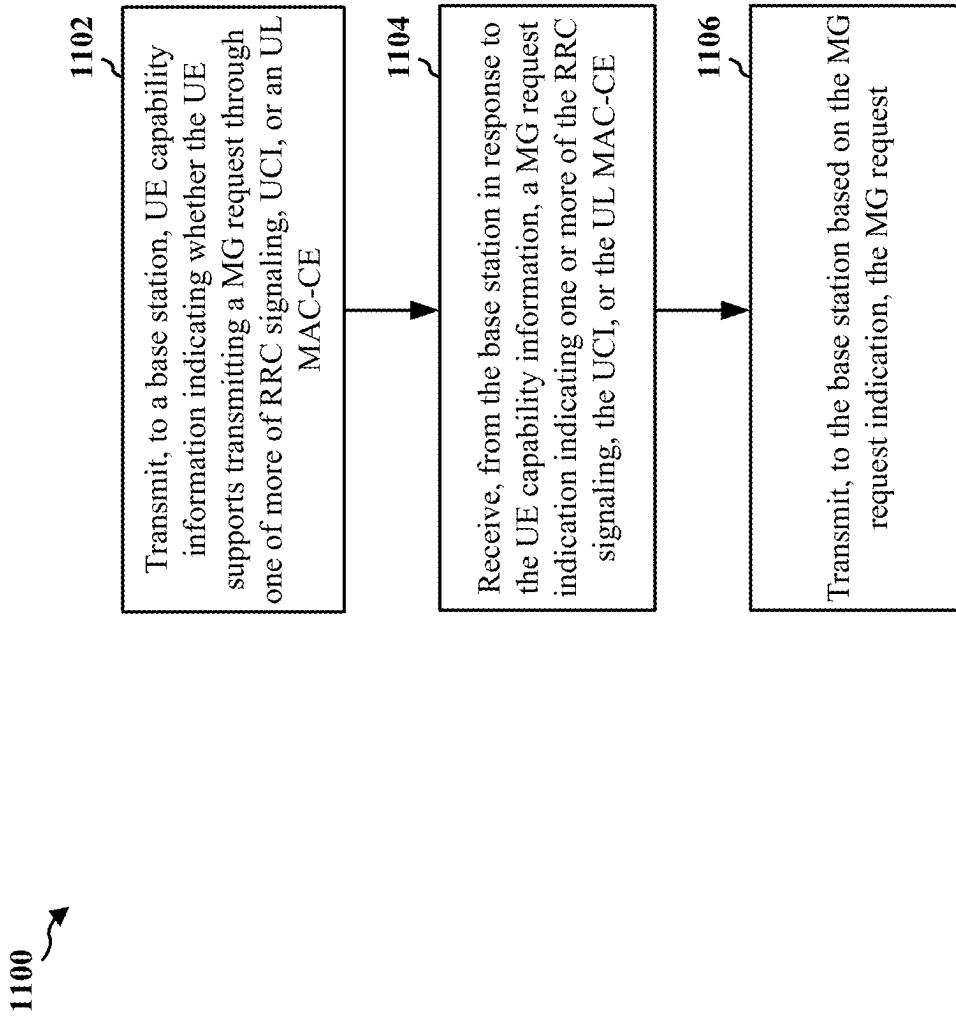 1100
1102
Transmit, to a base station, UE capability
information indicating whether the UE
supports transmitting a MG request through
one of more of RRC signaling, UCI, or an UL
MAC-CE
1104
Receive, from the base station in response to
the UE capability information, a MG request
indication indicating one or more of the RRC
signaling, the UCI, or the UL MAC-CE
1106
Transmit, to the base station based on the MG
request indication, the MG request